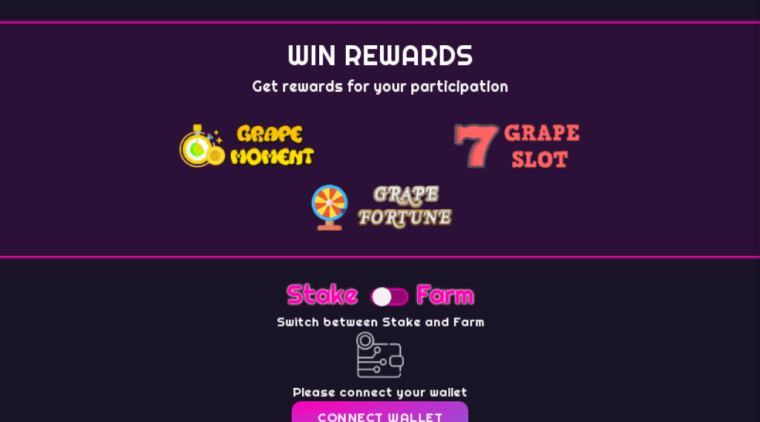 WIN REWARDS
Get rewards for your participation
GRAPE
MOMENT
7 GRAPE
SLOT
GRAPE
FORTUNE
Stake Farm
Switch between Stake and Farm
Please connect your wallet
CONNECT WALLET